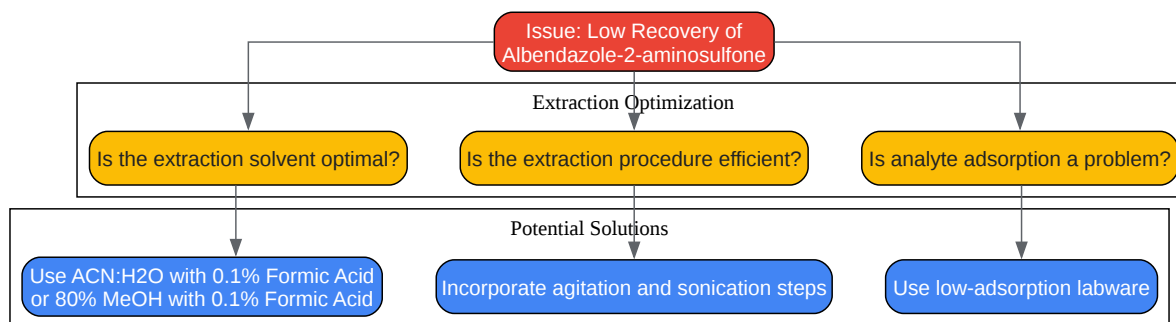 Issue: Low Recovery of
Albendazole-2-aminosulfone
Extraction Optimization
Is the extraction solvent optimal?
Is the extraction procedure efficient?
Is analyte adsorption a problem?
Potential Solutions
Use ACN:H2O with 0.1% Formic Acid
or 80% MeOH with 0.1% Formic Acid
Incorporate agitation and sonication steps
Use low-adsorption labware